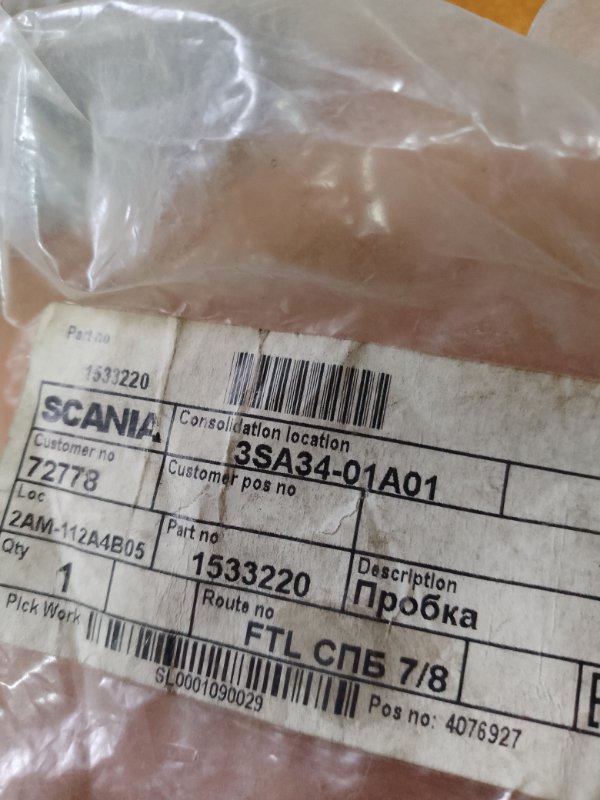 Part no
1533220
SCANIA
Consolidation location
3SA34-01A01
Customer no
72778
Customer pos no
Loc
2AM-112A4B05
Part no
1533220
Description
Пробка
Qty
1
Route no
FTL СПБ 7/8
Pick Work
SL0001090029
Pos no: 4076927